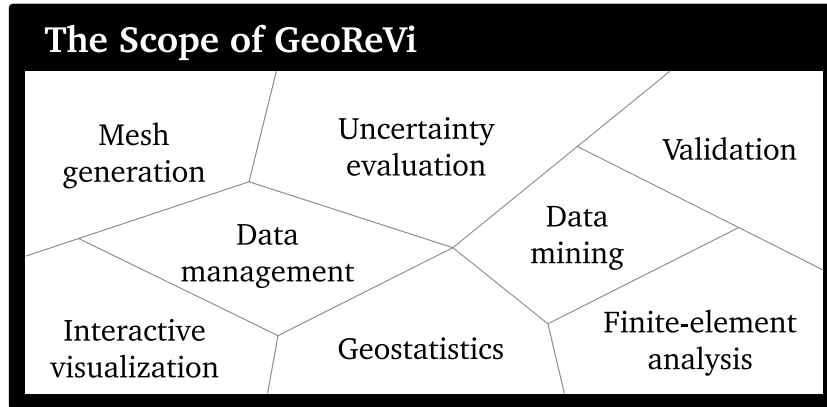 The Scope of GeoReVi
Mesh
generation
Uncertainty
evaluation
Validation
Data
management
Data
mining
Interactive
visualization
Geostatistics
Finite-element
analysis